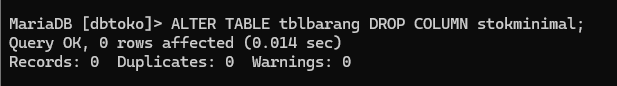 MariaDB [dbtoko]> ALTER TABLE tblbarang DROP COLUMN stokminimal;
Query OK, 0 rows affected (0.014 sec)
Records: 0  Duplicates: 0  Warnings: 0